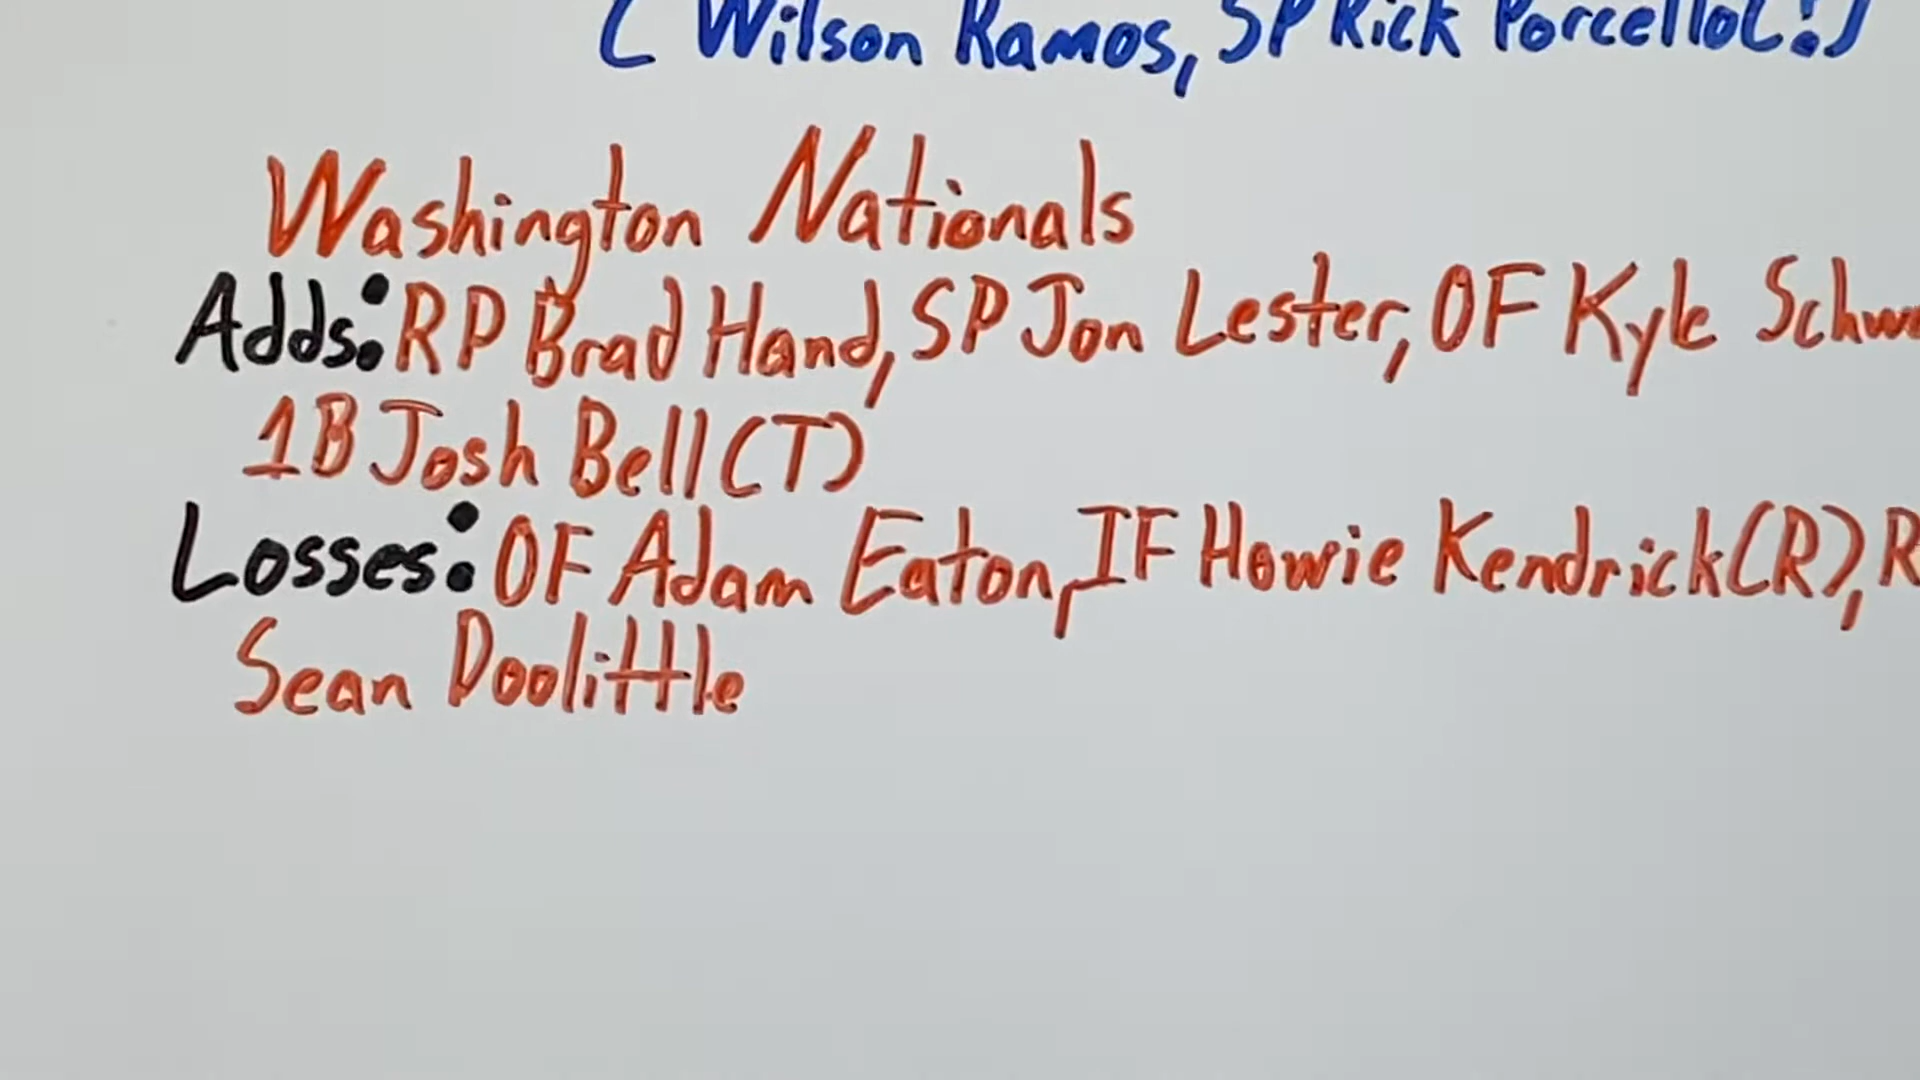 C Wilson Ramos, SP Rick Porcello(!)
Washington Nationals
Adds: RP Brad Hand, SP Jon Lester, OF Kyle Schw
1B Josh Bell (T)
Losses: OF Adam Eaton, IF Howie Kendrick (R), R
Sean Doolittle